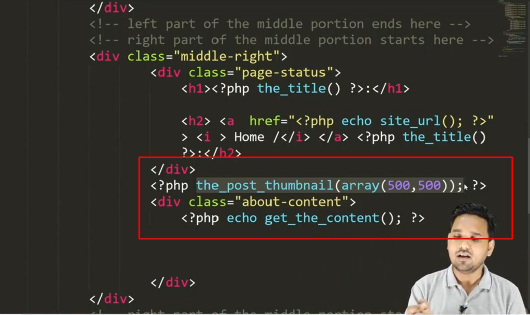 </div>
<!-- left part of the middle portion ends here -->
<!-- right part of the middle portion starts here -->
<div class="middle-right">
<div class="page-status">
<h1><?php the_title() ?>:</h1>
<h2> <a href="<?php echo site_url(); ?>"
> <i > Home //</i> </a> <?php the_title()
?>:</h2>
</div>
<?php the_post_thumbnail(array(500,500)); ?>
<div class="about-content">
<?php echo get_the_content(); ?>
</div>
</div>
<!-- right part of the middle portion